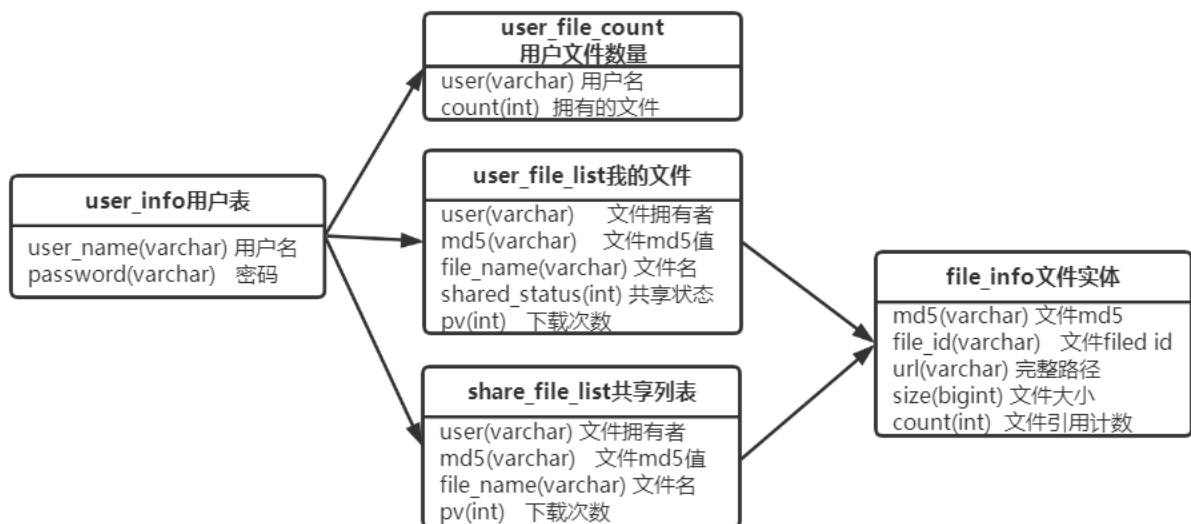 user_file_count
用户文件数量
user(varchar) 用户名
count(int) 拥有的文件
user_info用户表
user_name(varchar) 用户名
password(varchar) 密码
user_file_list我的文件
user(varchar) 文件拥有者
md5(varchar) 文件md5值
file_name(varchar) 文件名
shared_status(int) 共享状态
pv(int) 下载次数
share_file_list共享列表
user(varchar) 文件拥有者
md5(varchar) 文件md5值
file_name(varchar) 文件名
pv(int) 下载次数
file_info文件实体
md5(varchar) 文件md5
file_id(varchar) 文件filed id
url(varchar) 完整路径
size(bigint) 文件大小
count(int) 文件引用计数